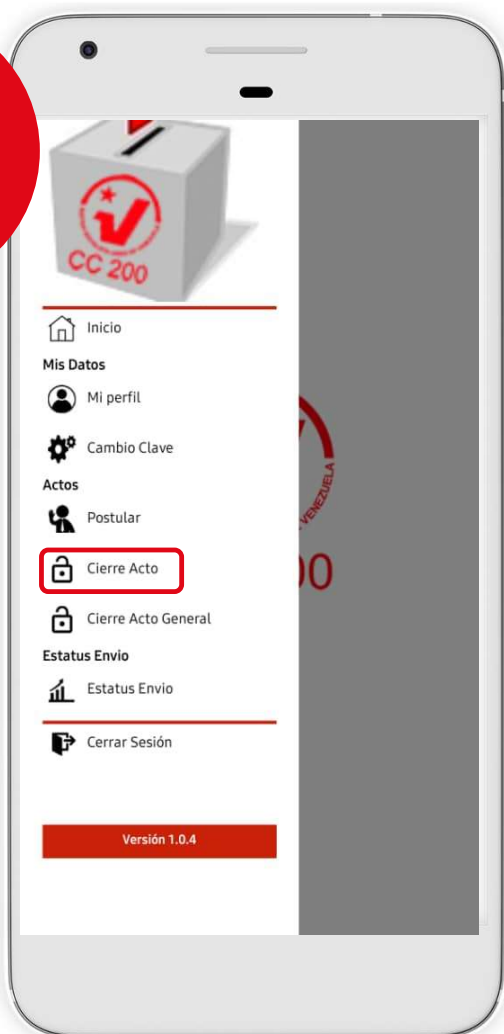 CC 200
Inicio
Mis Datos
Mi perfil
Cambio Clave
Actos
Postular
Cierre Acto
Cierre Acto General
Estatus Envio
Estatus Envio
Cerrar Sesión
Versión 1.0.4
VENEZUELA
00